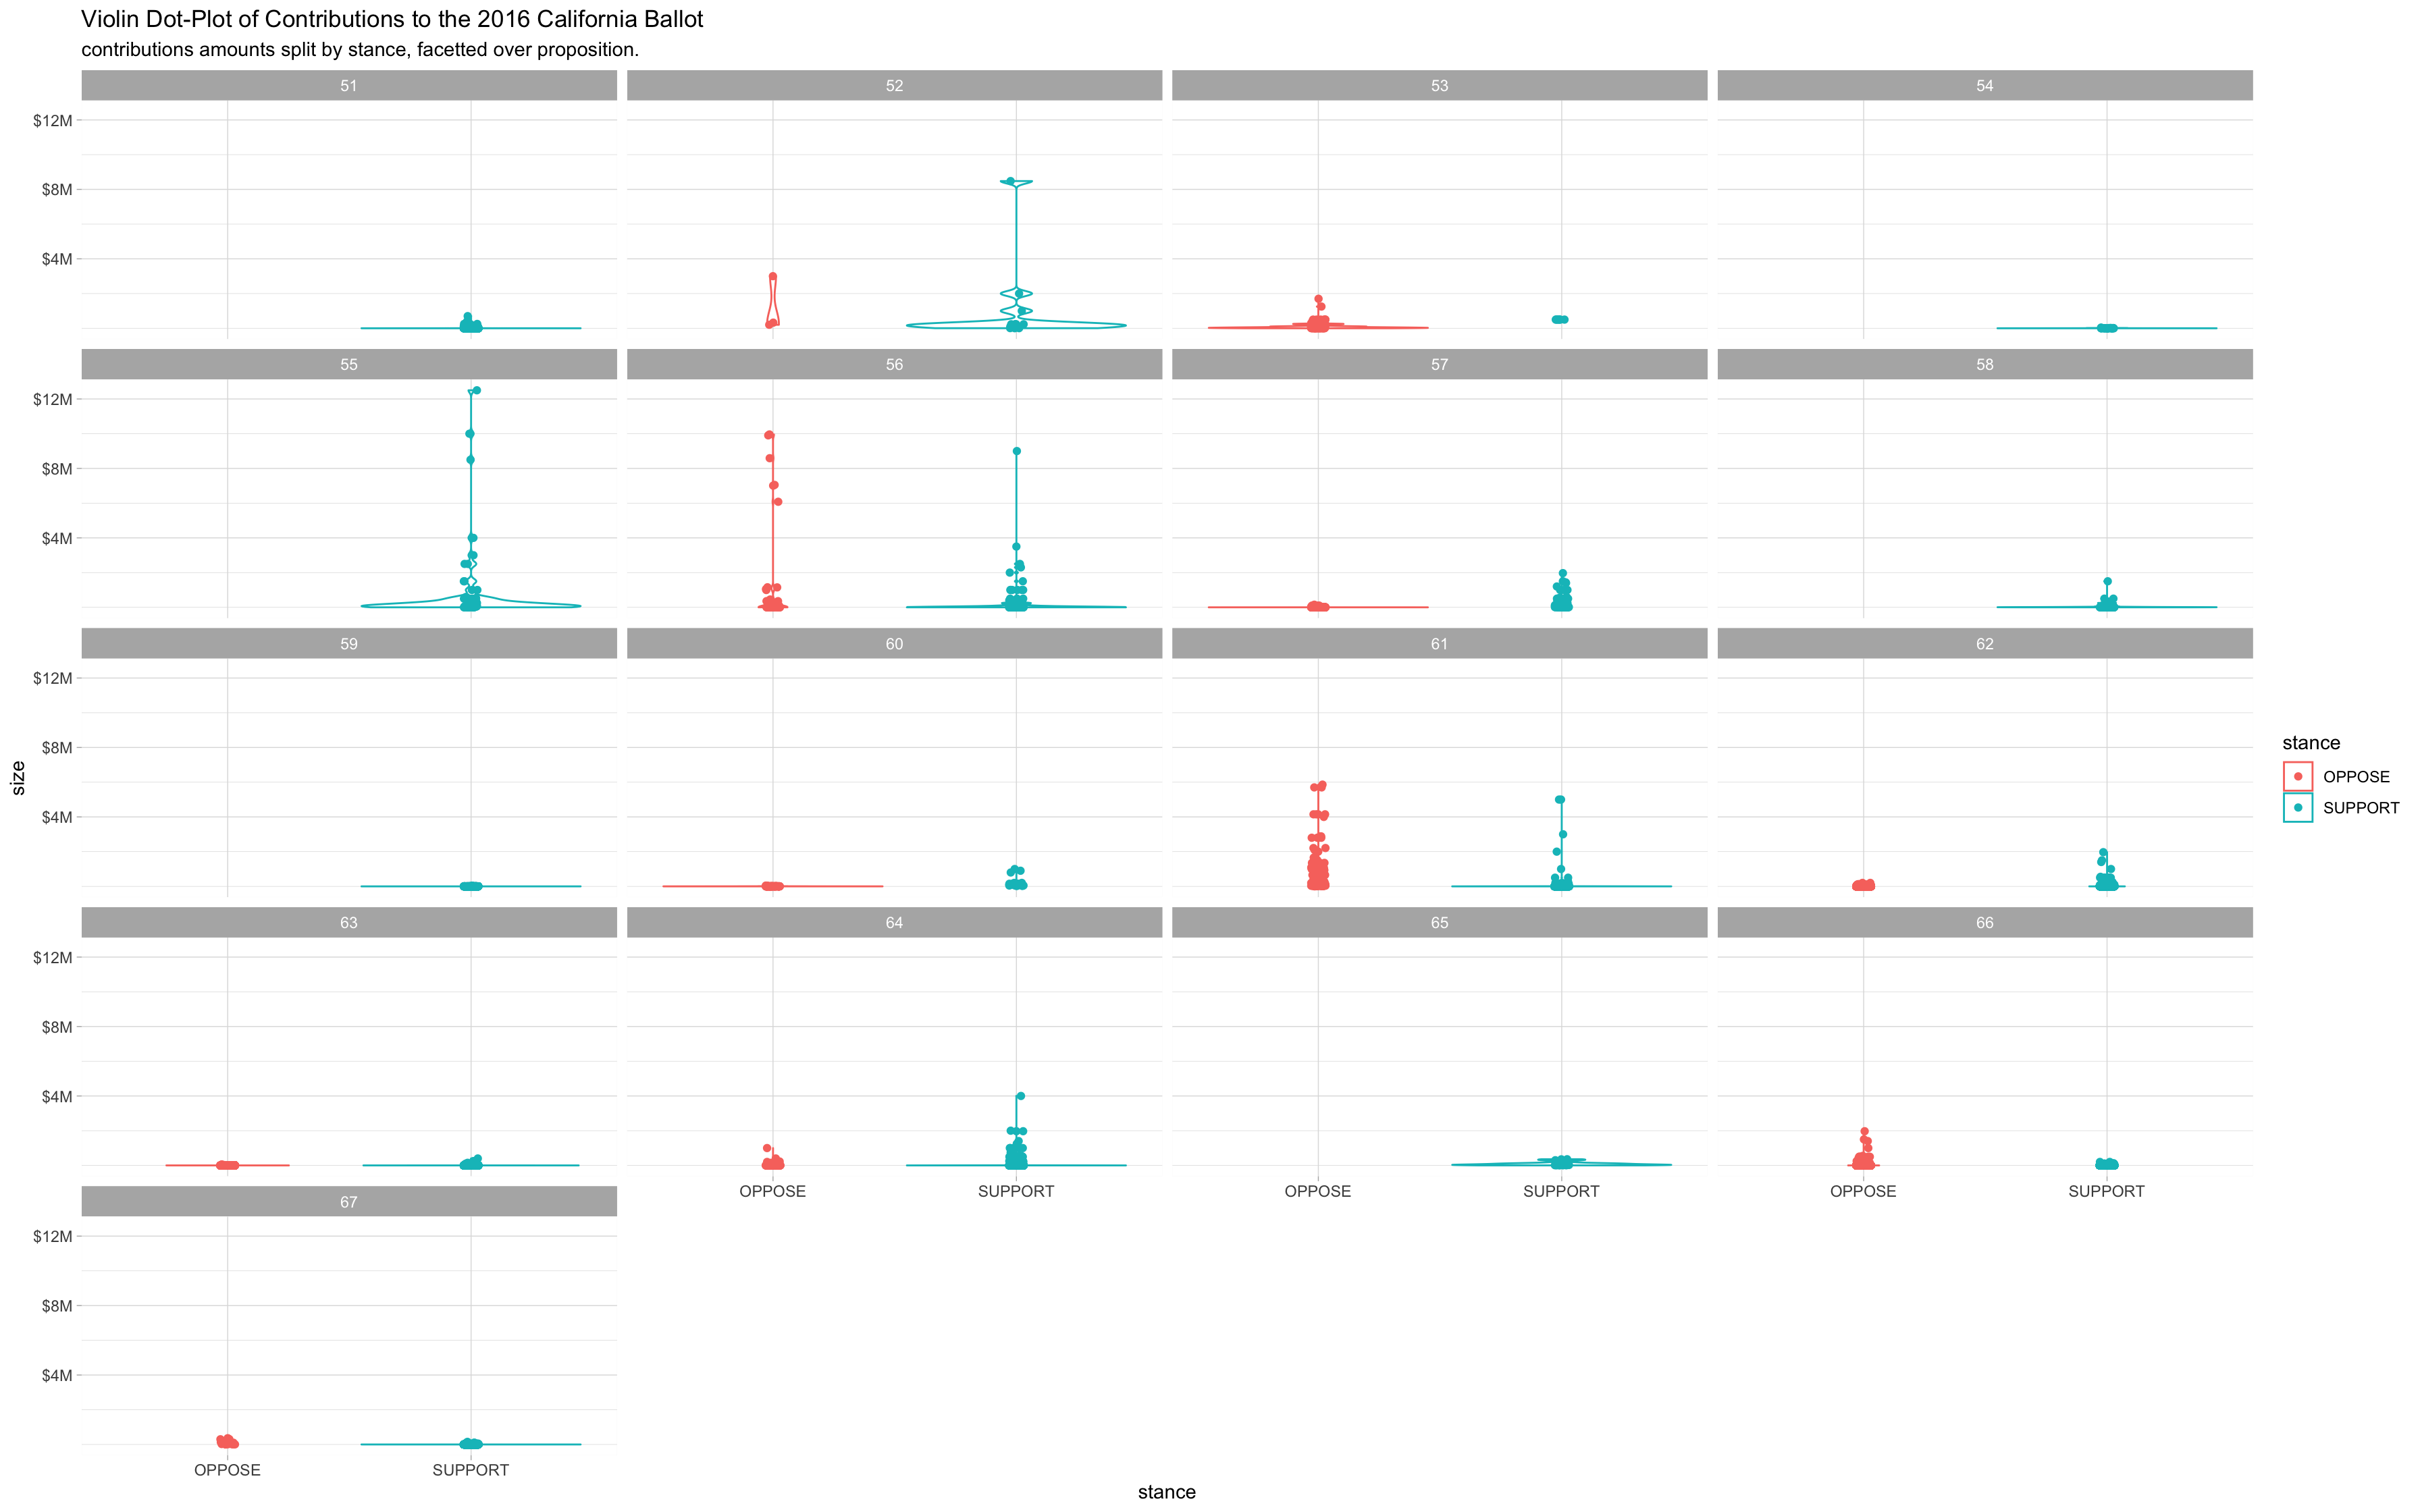 Violin Dot-Plot of Contributions to the 2016 California Ballot
contributions amounts split by stance, facetted over proposition.
51 52 53 54
$12M
$8M
$4M
55 56 57 58
$12M
$8M
$4M
59 60 61 62
$12M
$8M
$4M
size
stance
OPPOSE
SUPPORT
63 64 65 66
$12M
$8M
$4M
OPPOSE SUPPORT OPPOSE SUPPORT OPPOSE SUPPORT
67
$12M
$8M
$4M
OPPOSE SUPPORT
stance